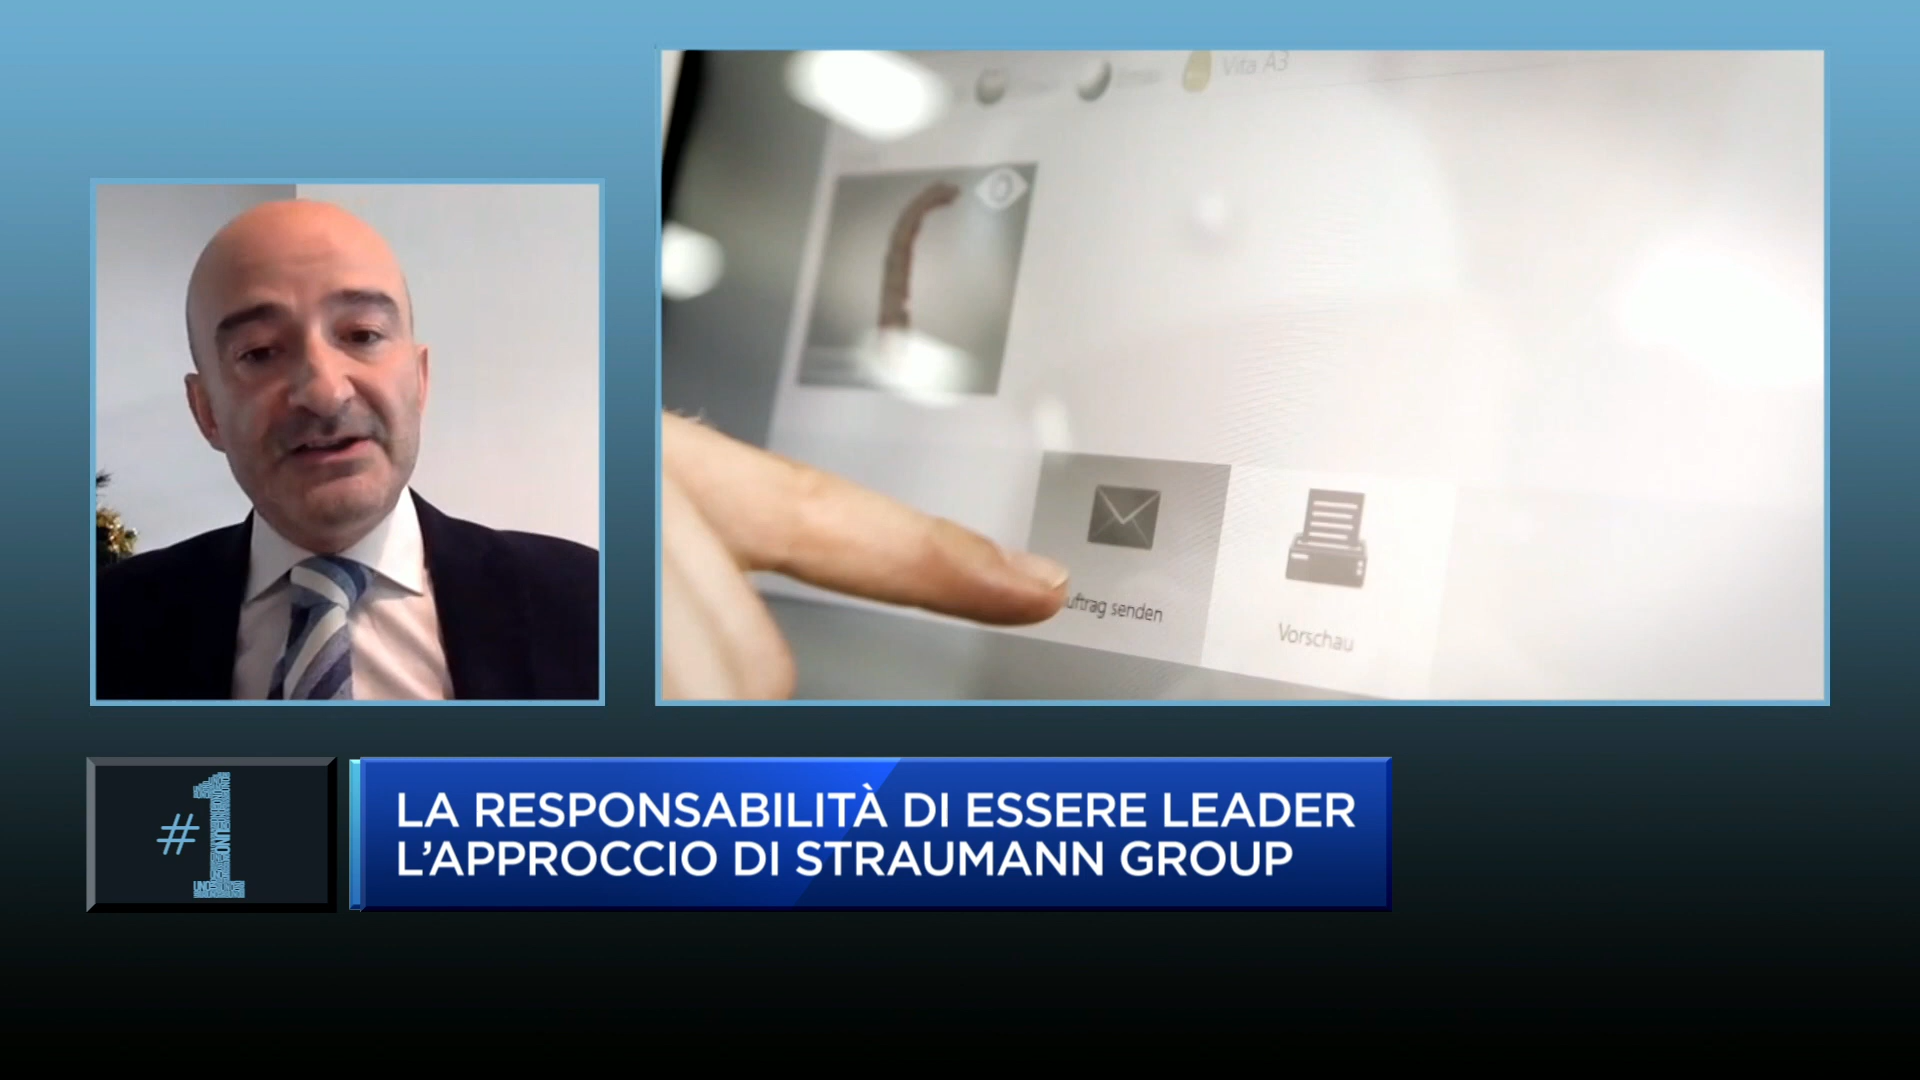 Vita A3
uftrag senden
Vorschau
#1
LA RESPONSABILITÀ DI ESSERE LEADER
L'APPROCCIO DI STRAUMANN GROUP